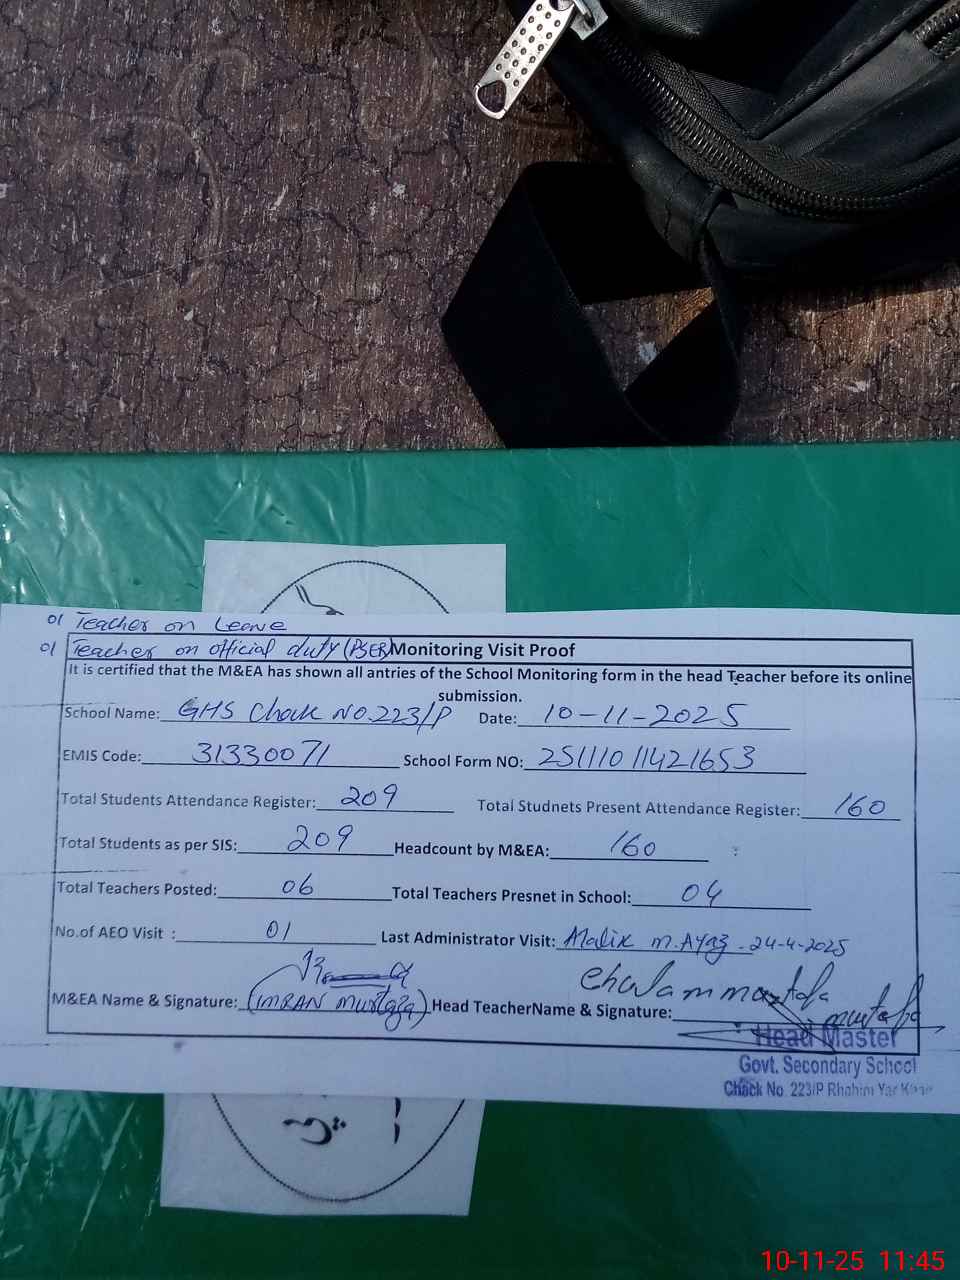 01 Teacher on Leave
01 Teacher on official duty (PSER) Monitoring Visit Proof
It is certified that the M&EA has shown all antries of the School Monitoring form in the head Teacher before its online
submission.
School Name: GHS Chack No.223/P Date: 10-11-2025
EMIS Code: 31330071 School Form NO: 251110 11421653
Total Students Attendance Register: 209 Total Studnets Present Attendance Register: 160
Total Students as per SIS: 209 Headcount by M&EA: 160
Total Teachers Posted: 06 Total Teachers Presnet in School: 04
No.of AEO Visit : 01 Last Administrator Visit: Malik M.Ayaz - 24-4-2025
M&EA Name & Signature: (IMRAN Mustafa) Head TeacherName & Signature:
Head Master
Govt. Secondary School
Chack No. 223/P Rhahim Yar Khan
10-11-25 11:45